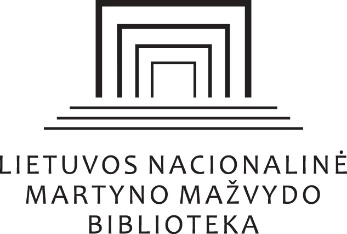 LIETUVOS NACIONALINĖ
MARTYNO MAŽVYDO
BIBLIOTEKA